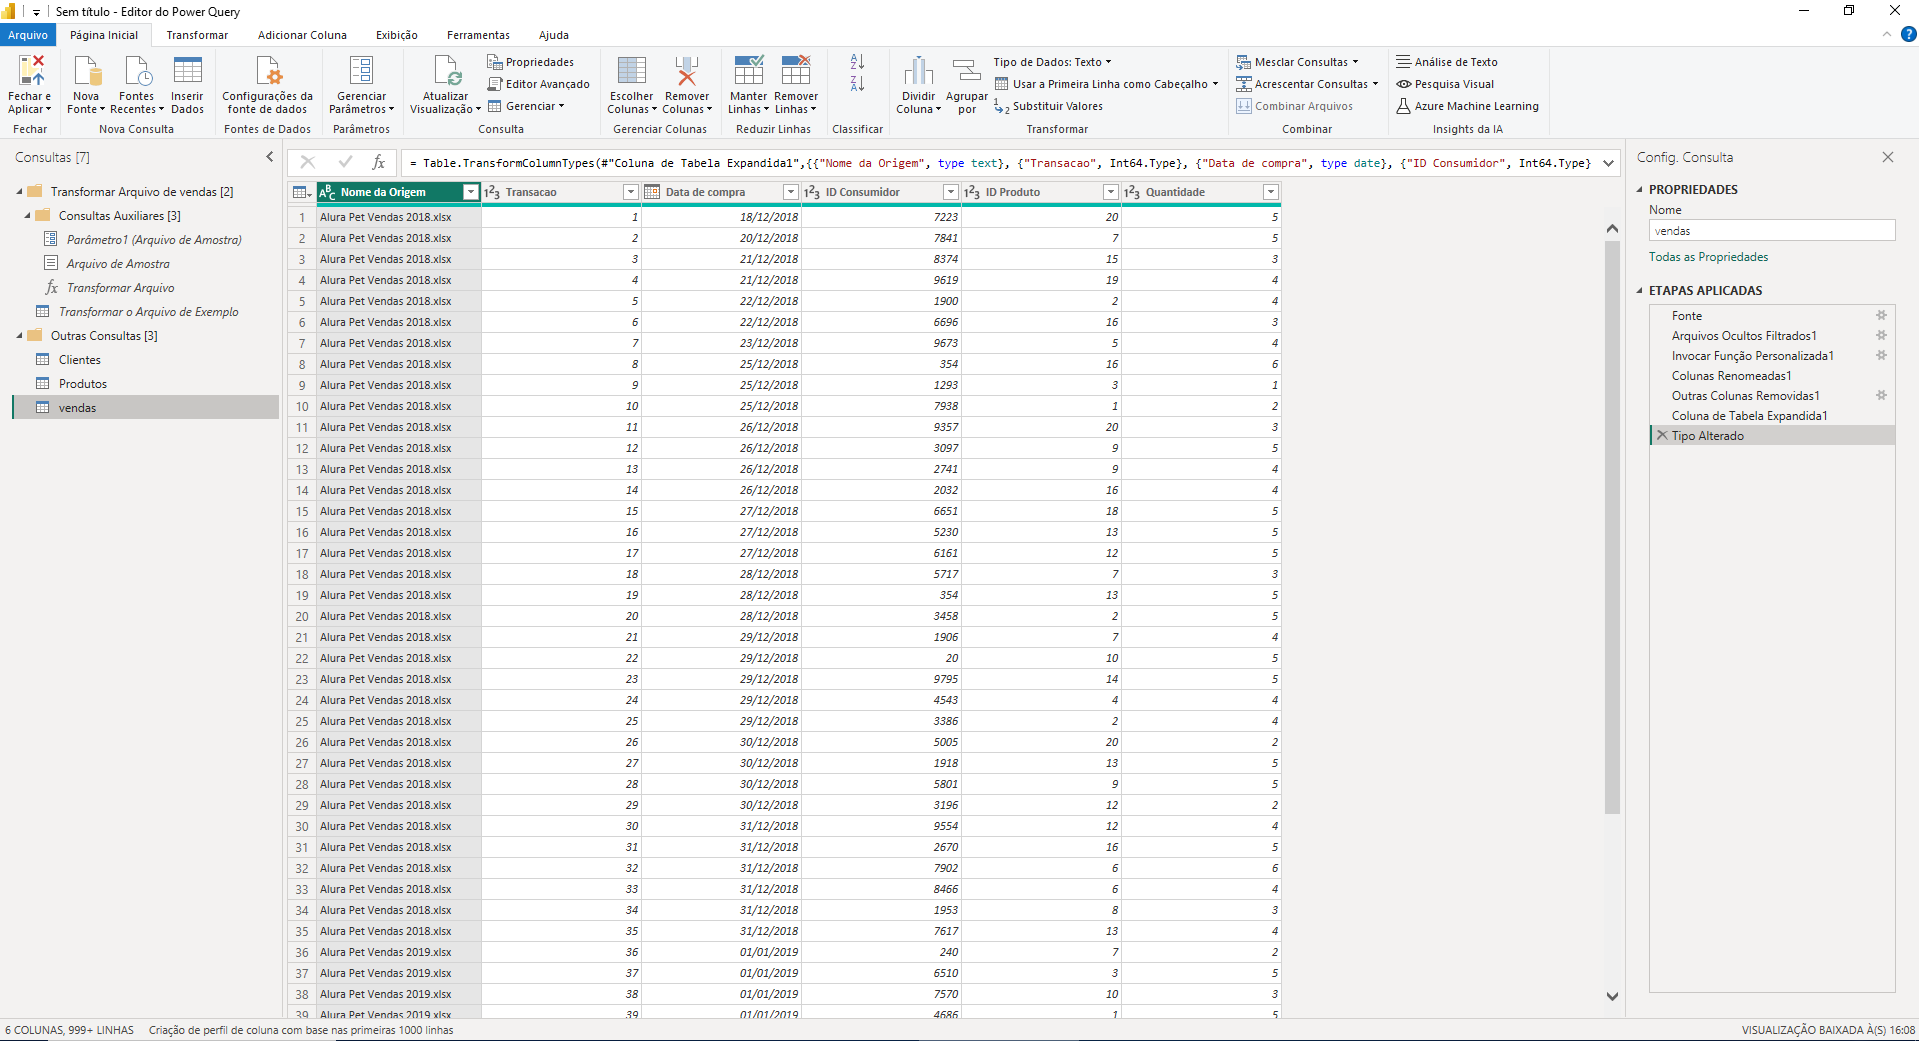 Sem título - Editor do Power Query
Arquivo Página Inicial Transformar Adicionar Coluna Exibição Ferramentas Ajuda
Fechar e Aplicar
Fechar
Nova Fonte
Fontes Recentes
Inserir Dados
Nova Consulta
Configurações da fonte de dados
Fontes de Dados
Gerenciar Parâmetros
Parâmetros
Atualizar Visualização
Propriedades
Editor Avançado
Gerenciar
Consulta
Escolher Colunas
Remover Colunas
Gerenciar Colunas
Manter Linhas
Remover Linhas
Reduzir Linhas
Classificar
Dividir Coluna
Agrupar por
Tipo de Dados: Texto
Usar a Primeira Linha como Cabeçalho
Substituir Valores
Transformar
Mesclar Consultas
Acrescentar Consultas
Combinar Arquivos
Combinar
Análise de Texto
Pesquisa Visual
Azure Machine Learning
Insights da IA
Consultas [7]
Transformar Arquivo de vendas [2]
Consultas Auxiliares [3]
Parâmetro1 (Arquivo de Amostra)
Arquivo de Amostra
fx Transformar Arquivo
Transformar o Arquivo de Exemplo
Outras Consultas [3]
Clientes
Produtos
vendas
fx = Table.TransformColumnTypes(#"Coluna de Tabela Expandida1",{{"Nome da Origem", type text}, {"Transacao", Int64.Type}, {"Data de compra", type date}, {"ID Consumidor", Int64.Type}
Nome da Origem Transacao Data de compra ID Consumidor ID Produto Quantidade
1 Alura Pet Vendas 2018.xlsx 1 18/12/2018 7223 20 5
2 Alura Pet Vendas 2018.xlsx 2 20/12/2018 7841 7 5
3 Alura Pet Vendas 2018.xlsx 3 21/12/2018 8374 15 3
4 Alura Pet Vendas 2018.xlsx 4 21/12/2018 9619 19 4
5 Alura Pet Vendas 2018.xlsx 5 22/12/2018 1900 2 4
6 Alura Pet Vendas 2018.xlsx 6 22/12/2018 6696 16 3
7 Alura Pet Vendas 2018.xlsx 7 23/12/2018 9673 5 4
8 Alura Pet Vendas 2018.xlsx 8 25/12/2018 354 16 6
9 Alura Pet Vendas 2018.xlsx 9 25/12/2018 1293 3 1
10 Alura Pet Vendas 2018.xlsx 10 25/12/2018 7938 1 2
11 Alura Pet Vendas 2018.xlsx 11 26/12/2018 9357 20 3
12 Alura Pet Vendas 2018.xlsx 12 26/12/2018 3097 9 5
13 Alura Pet Vendas 2018.xlsx 13 26/12/2018 2741 9 4
14 Alura Pet Vendas 2018.xlsx 14 26/12/2018 2032 16 4
15 Alura Pet Vendas 2018.xlsx 15 27/12/2018 6651 18 5
16 Alura Pet Vendas 2018.xlsx 16 27/12/2018 5230 13 5
17 Alura Pet Vendas 2018.xlsx 17 27/12/2018 6161 12 5
18 Alura Pet Vendas 2018.xlsx 18 28/12/2018 5717 7 3
19 Alura Pet Vendas 2018.xlsx 19 28/12/2018 354 13 5
20 Alura Pet Vendas 2018.xlsx 20 28/12/2018 3458 2 5
21 Alura Pet Vendas 2018.xlsx 21 29/12/2018 1906 7 4
22 Alura Pet Vendas 2018.xlsx 22 29/12/2018 20 10 5
23 Alura Pet Vendas 2018.xlsx 23 29/12/2018 9795 14 5
24 Alura Pet Vendas 2018.xlsx 24 29/12/2018 4543 4 4
25 Alura Pet Vendas 2018.xlsx 25 29/12/2018 3386 2 4
26 Alura Pet Vendas 2018.xlsx 26 30/12/2018 5005 20 2
27 Alura Pet Vendas 2018.xlsx 27 30/12/2018 1918 13 5
28 Alura Pet Vendas 2018.xlsx 28 30/12/2018 5801 9 5
29 Alura Pet Vendas 2018.xlsx 29 30/12/2018 3196 12 2
30 Alura Pet Vendas 2018.xlsx 30 31/12/2018 9554 12 4
31 Alura Pet Vendas 2018.xlsx 31 31/12/2018 2670 16 5
32 Alura Pet Vendas 2018.xlsx 32 31/12/2018 7902 6 6
33 Alura Pet Vendas 2018.xlsx 33 31/12/2018 8466 6 4
34 Alura Pet Vendas 2018.xlsx 34 31/12/2018 1953 8 3
35 Alura Pet Vendas 2018.xlsx 35 31/12/2018 7617 13 4
36 Alura Pet Vendas 2019.xlsx 36 01/01/2019 240 7 2
37 Alura Pet Vendas 2019.xlsx 37 01/01/2019 6510 3 5
38 Alura Pet Vendas 2019.xlsx 38 01/01/2019 7570 10 3
39 Alura Pet Vendas 2019.xlsx 39 01/01/2019 4686 1 5
Config. Consulta
PROPRIEDADES
Nome
vendas
Todas as Propriedades
ETAPAS APLICADAS
Fonte
Arquivos Ocultos Filtrados1
Invocar Função Personalizada1
Colunas Renomeadas1
Outras Colunas Removidas1
Coluna de Tabela Expandida1
Tipo Alterado
6 COLUNAS, 999+ LINHAS Criação de perfil de coluna com base nas primeiras 1000 linhas
VISUALIZAÇÃO BAIXADA À(S) 16:08